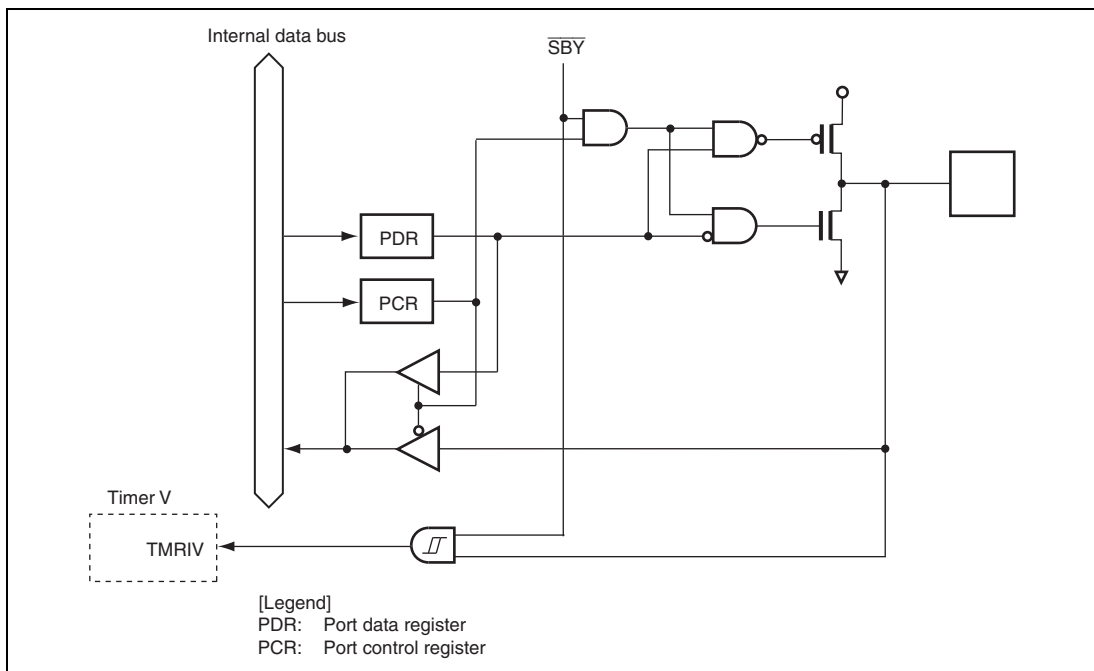 Internal data bus
SBY
PDR
PCR
Timer V
TMRIV
[Legend]
PDR: Port data register
PCR: Port control register